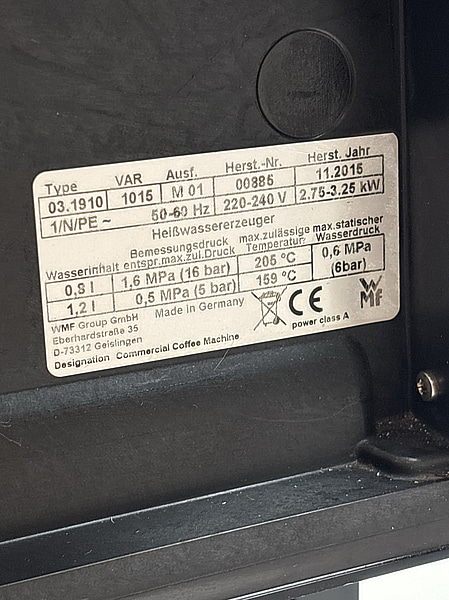 Type VAR Ausf. Herst.-Nr. Herst. Jahr
03.1910 1015 M 01 00885 11.2015
1/N/PE ~ 50-60 Hz 220-240 V 2.75-3.25 kW
Heißwassererzeuger
Wasserinhalt Bemessungsdruck entspr.max.zul.Druck max.zulässige Temperatur max.statischer Wasserdruck
0,8 l 1,6 MPa (16 bar) 205 °C 0,6 MPa (6bar)
1,2 l 0,5 MPa (5 bar) 159 °C
WMF Group GmbH Made in Germany CE WMF
Eberhardstraße 35
D-73312 Geislingen power class A
Designation Commercial Coffee Machine